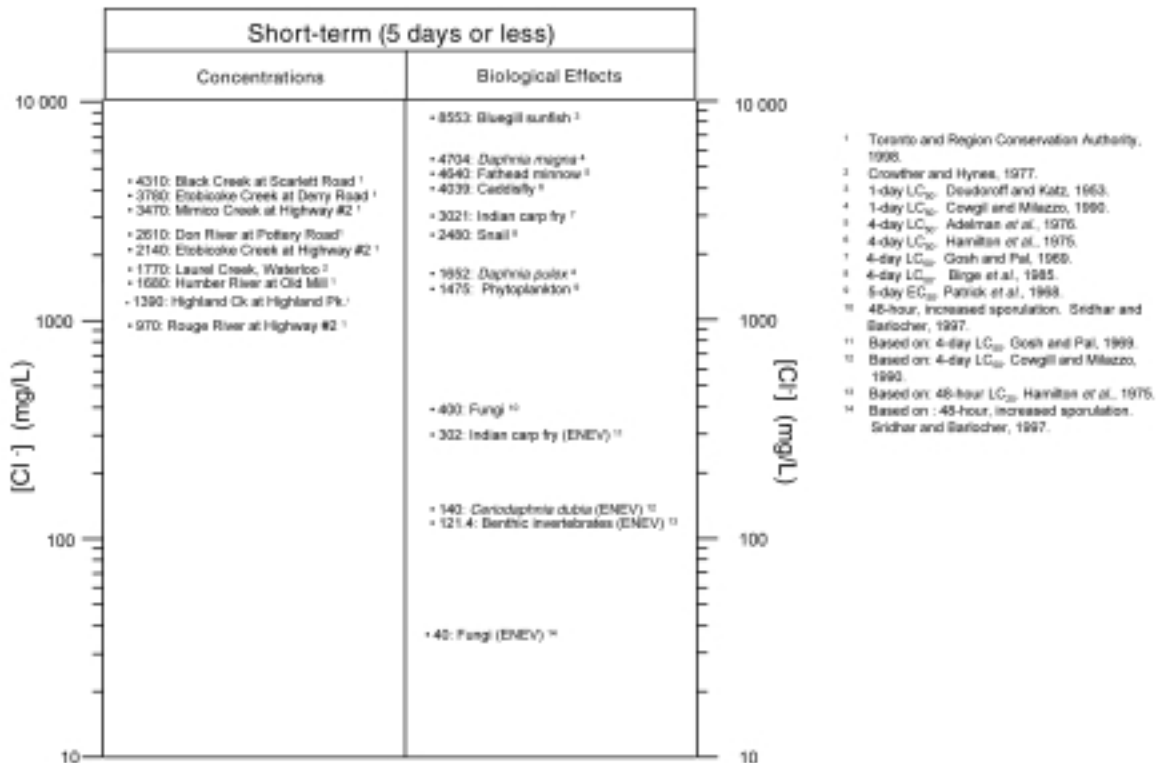 Short-term (5 days or less)
Concentrations
Biological Effects
10 000
1000
100
10
[Cl⁻] (mg/L)
• 4310: Black Creek at Scarlett Road ¹
• 3780: Etobicoke Creek at Derry Road ¹
• 3470: Mimico Creek at Highway #2 ¹
• 2610: Don River at Pottery Road ¹
• 2140: Etobicoke Creek at Highway #2 ¹
• 1770: Laurel Creek, Waterloo ²
• 1680: Humber River at Old Mill ¹
• 1390: Highland Ck at Highland Pk. ¹
• 970: Rouge River at Highway #2 ¹
• 8553: Bluegill sunfish ³
• 4704: Daphnia magna ⁴
• 4640: Fathead minnow ⁵
• 4039: Caddisfly ⁶
• 3021: Indian carp fry ⁷
• 2480: Snail ⁸
• 1652: Daphnia pulex ⁸
• 1475: Phytoplankton ⁹
• 400: Fungi ¹⁰
• 302: Indian carp fry (ENEV) ¹¹
• 140: Ceriodaphnia dubia (ENEV) ¹²
• 121.4: Benthic invertebrates (ENEV) ¹³
• 40: Fungi (ENEV) ¹⁴
10 000
1000
100
10
[Cl⁻] (mg/L)
¹ Toronto and Region Conservation Authority,
1998.
² Crowther and Hynes, 1977.
³ 1-day LC₅₀. Doudoroff and Katz, 1953.
⁴ 1-day LC₅₀. Cowgil and Milazzo, 1990.
⁵ 4-day LC₅₀. Adelman et al., 1976.
⁶ 4-day LC₅₀. Hamilton et al., 1975.
⁷ 4-day LC₅₀. Gosh and Pal, 1969.
⁸ 4-day LC₅₀. Birge et al., 1985.
⁹ 5-day EC₅₀. Patrick et al., 1968.
¹⁰ 48-hour, increased sporulation. Sridhar and
Barlocher, 1997.
¹¹ Based on: 4-day LC₅₀. Gosh and Pal, 1969.
¹² Based on: 4-day LC₅₀. Cowgill and Milazzo,
1990.
¹³ Based on: 48-hour LC₅₀. Hamilton et al., 1975.
¹⁴ Based on : 48-hour, increased sporulation.
Sridhar and Barlocher, 1997.